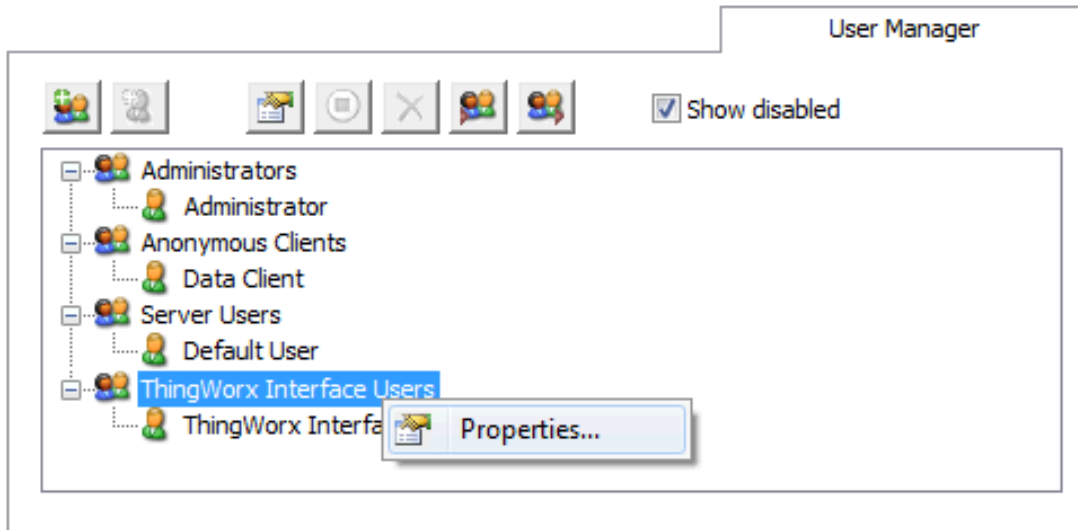 User Manager
Show disabled
Administrators
Administrator
Anonymous Clients
Data Client
Server Users
Default User
ThingWorx Interface Users
ThingWorx
Properties...